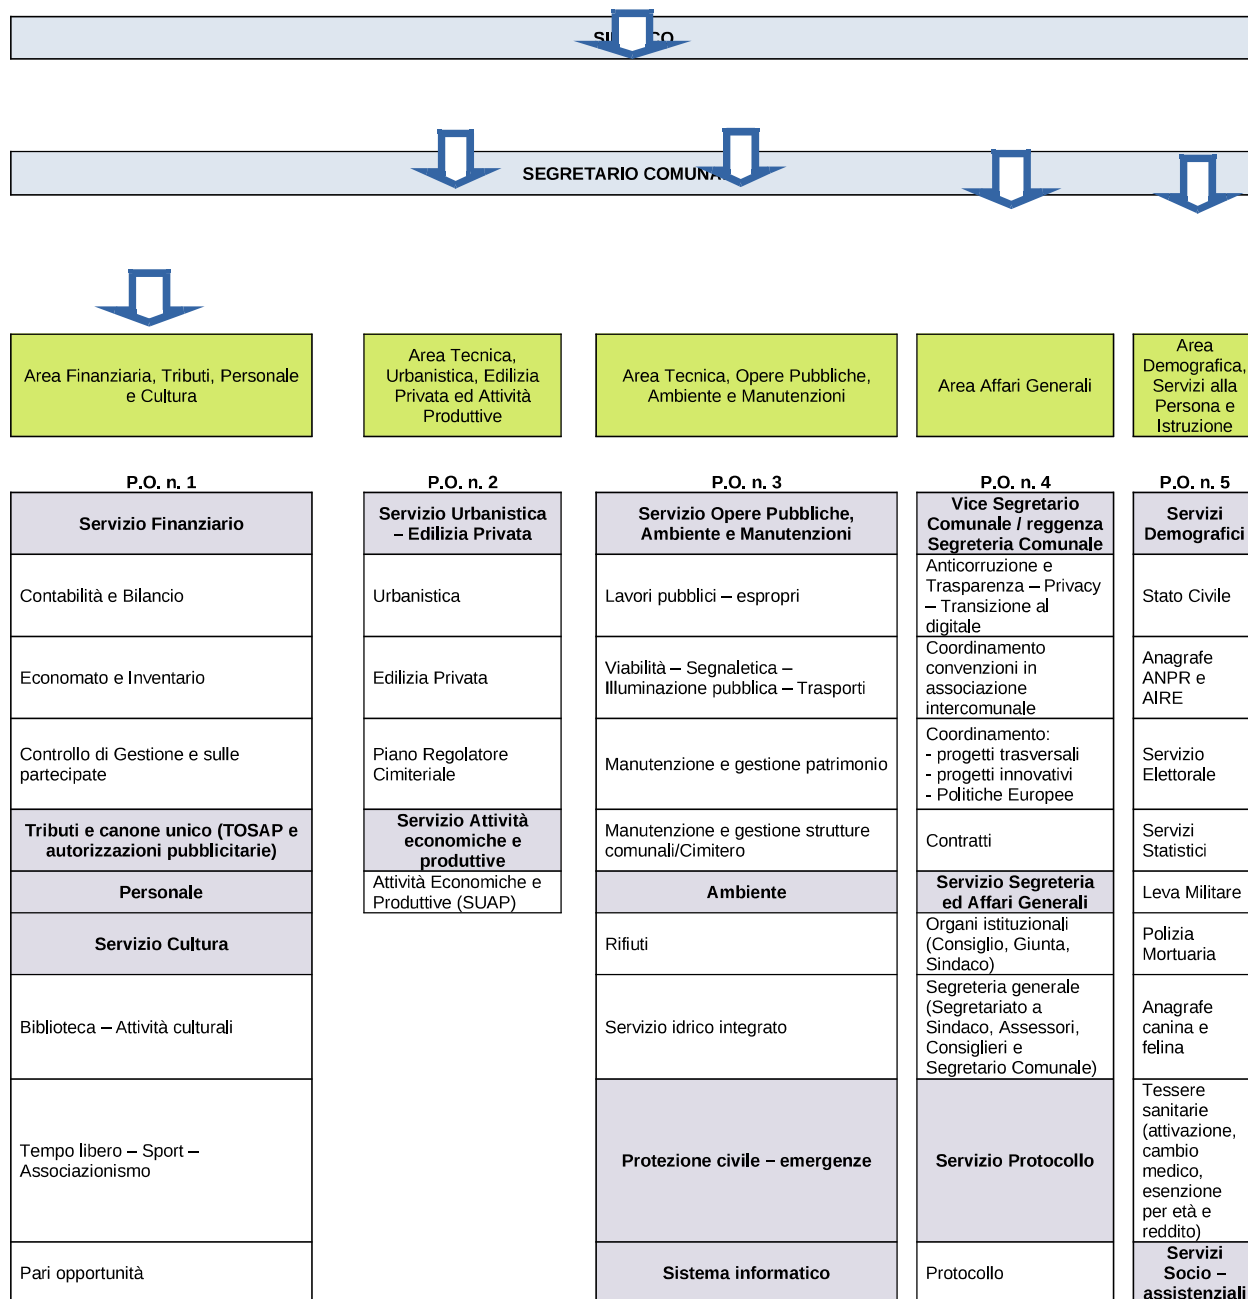 SEGRETARIO
Area Finanziaria, Tributi, Personale
e Cultura
Area Tecnica,
Urbanistica, Edilizia
Privata ed Attività
Produttive
Area Tecnica, Opere Pubbliche,
Ambiente e Manutenzioni
Area Affari Generali
Area
Demografica,
Servizi alla
Persona e
Istruzione
P.O. n. 1
Servizio Finanziario
Contabilità e Bilancio
Economato e Inventario
Controllo di Gestione e sulle
partecipate
Tributi e canone unico (TOSAP e
autorizzazioni pubblicitarie)
Personale
Servizio Cultura
Biblioteca – Attività culturali
Tempo libero – Sport –
Associazionismo
Pari opportunità
P.O. n. 2
Servizio Urbanistica
– Edilizia Privata
Urbanistica
Edilizia Privata
Piano Regolatore
Cimiteriale
Servizio Attività
economiche e
produttive
Attività Economiche e
Produttive (SUAP)
P.O. n. 3
Servizio Opere Pubbliche,
Ambiente e Manutenzioni
Lavori pubblici – espropri
Viabilità – Segnaletica –
Illuminazione pubblica – Trasporti
Manutenzione e gestione patrimonio
Manutenzione e gestione strutture
comunali/Cimitero
Ambiente
Rifiuti
Servizio idrico integrato
Protezione civile – emergenze
Sistema informatico
P.O. n. 4
Vice Segretario
Comunale / reggenza
Segreteria Comunale
Anticorruzione e
Trasparenza – Privacy
– Transizione al
digitale
Coordinamento
convenzioni in
associazione
intercomunale
Coordinamento:
- progetti trasversali
- progetti innovativi
- Politiche Europee
Contratti
Servizio Segreteria
ed Affari Generali
Organi istituzionali
(Consiglio, Giunta,
Sindaco)
Segreteria generale
(Segretariato a
Sindaco, Assessori,
Consiglieri e
Segretario Comunale)
Servizio Protocollo
Protocollo
P.O. n. 5
Servizi
Demografici
Stato Civile
Anagrafe
ANPR e
AIRE
Servizio
Elettorale
Servizi
Statistici
Leva Militare
Polizia
Mortuaria
Anagrafe
canina e
felina
Tessere
sanitarie
(attivazione,
cambio
medico,
esenzione
per età e
reddito)
Servizi
Socio –
assistenziali